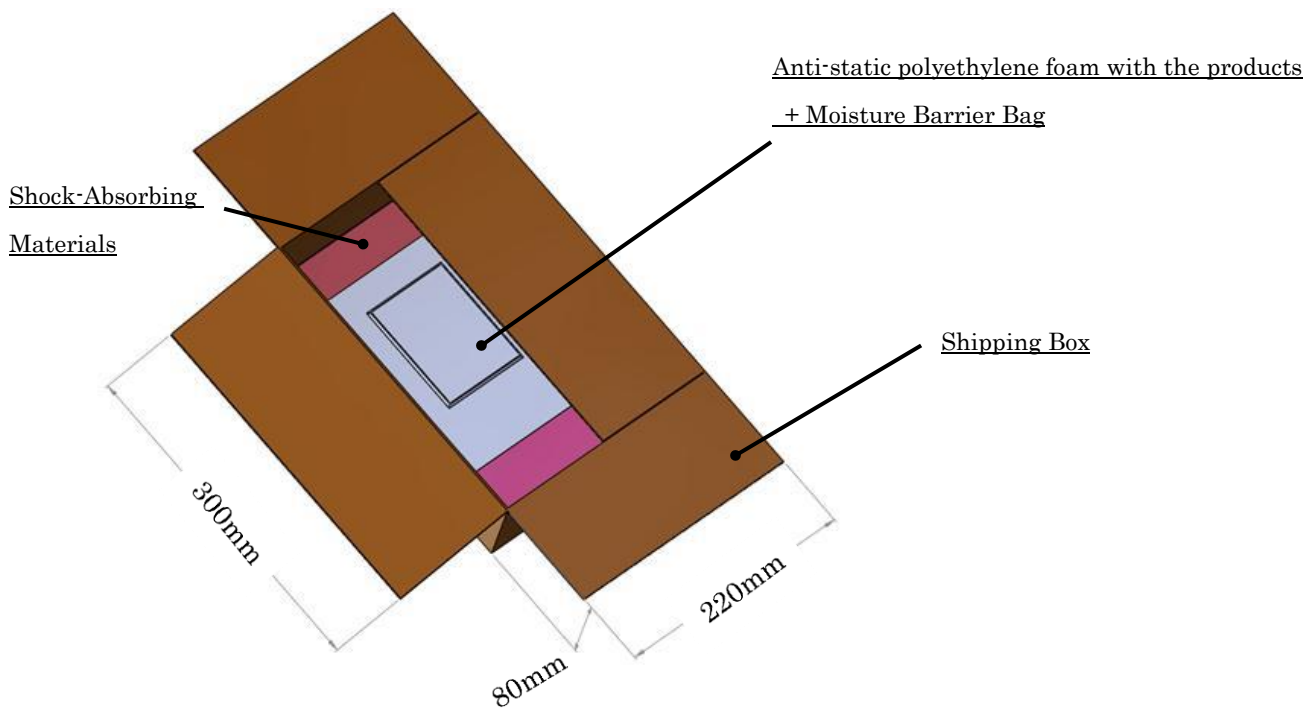 Anti-static polyethylene foam with the products
+ Moisture Barrier Bag
Shock-Absorbing
Materials
Shipping Box
300mm
220mm
80mm